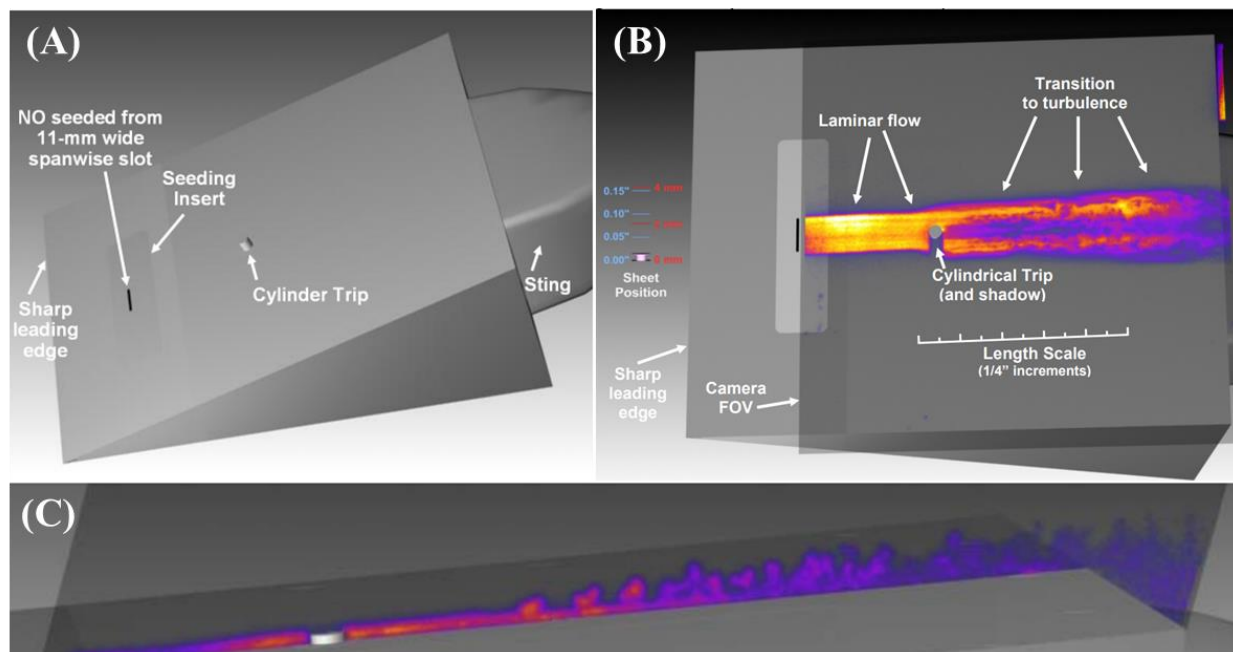 (A)
NO seeded from
11-mm wide
spanwise slot
Seeding
Insert
Sharp
leading
edge
Cylinder Trip
Sting
(B)
Transition
to turbulence
Laminar flow
0.15"
0.10"
0.05"
0.00"
4 mm
0 mm
Sheet
Position
Cylindrical Trip
(and shadow)
Length Scale
(1/4" increments)
Sharp
leading
edge
Camera
FOV
(C)